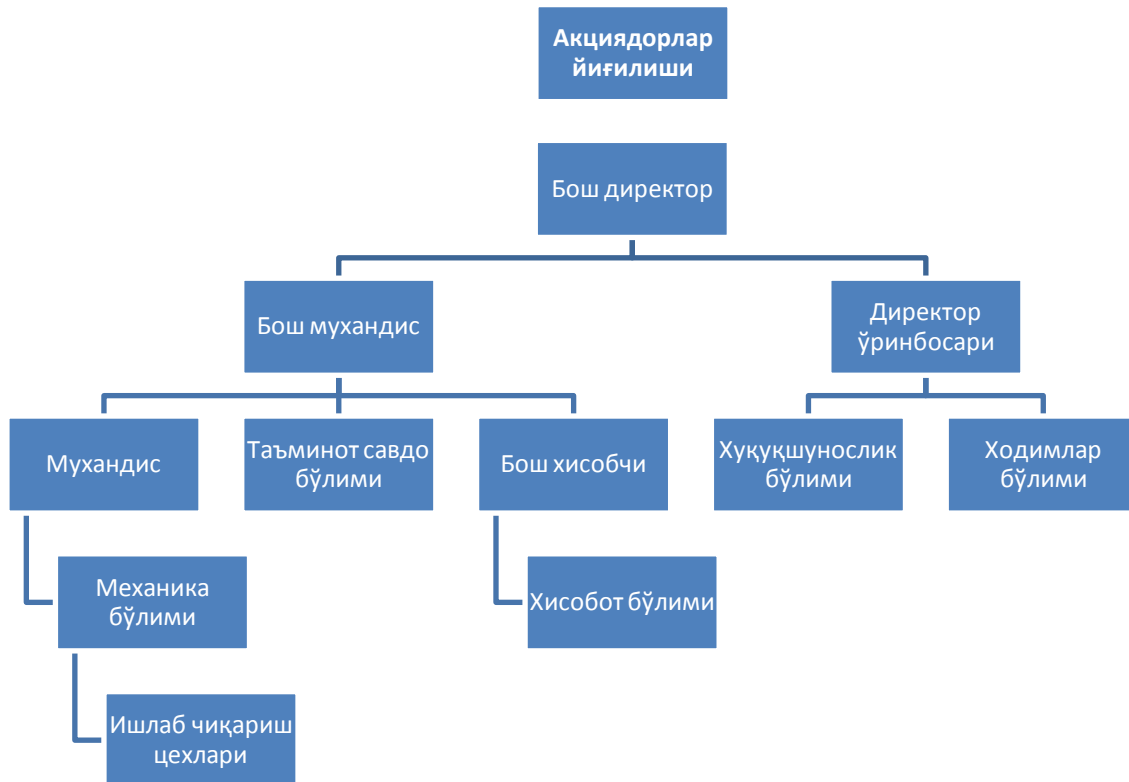 Акциядорлар
йиғилиши
Бош директор
Бош мухандис
Директор
ўринбосари
Мухандис
Таъминот савдо
бўлими
Бош хисобчи
Хуқуқшунослик
бўлими
Ходимлар
бўлими
Механика
бўлими
Хисобот бўлими
Ишлаб чиқариш
цехлари